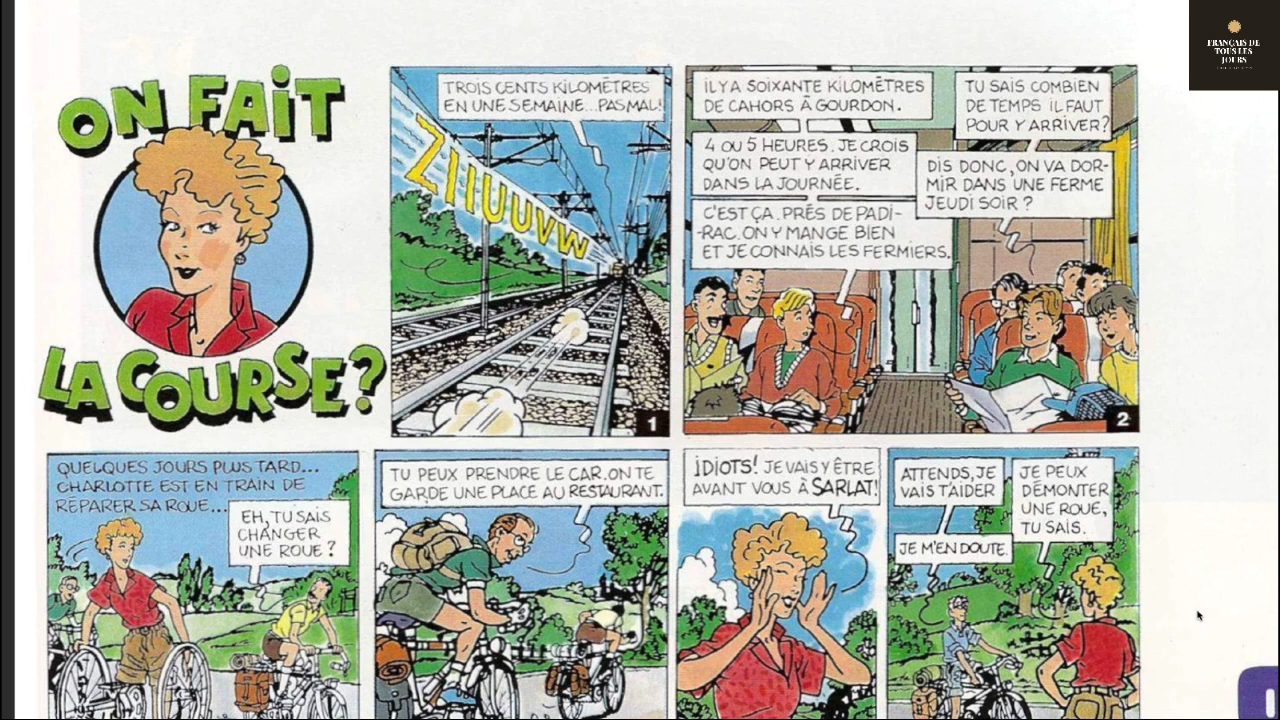 ON FAiT
LA COURSE?
TROIS CENTS KILOMÈTRES
EN UNE SEMAINE...PAS MAL!
ZIIUUVW
1
iL Y A SOIXANTE KILOMÈTRES
DE CAHORS À GOURDON.
TU SAIS COMBIEN
DE TEMPS IL FAUT
POUR Y ARRIVER?
4 OU 5 HEURES. JE CROIS
QU'ON PEUT Y ARRIVER
DANS LA JOURNÉE.
DIS DONC, ON VA DOR-
MIR DANS UNE FERME
JEUDI SOIR ?
C'EST ÇA. PRÈS DE PADI-
-RAC. ON Y MANGE BIEN
ET JE CONNAIS LES FERMIERS.
2
QUELQUES JOURS PLUS TARD...
CHARLOTTE EST EN TRAIN DE
RÉPARER SA ROUE...
EH, TU SAIS
CHANGER
UNE ROUE ?
TU PEUX PRENDRE LE CAR. ON TE
GARDE UNE PLACE AU RESTAURANT.
iDIOTS! JE VAIS Y ÊTRE
AVANT VOUS À SARLAT!
ATTENDS, JE
VAIS T'AIDER
JE PEUX
DÉMONTER
UNE ROUE,
TU SAIS.
JE M'EN DOUTE.
FRANÇAIS DE
TOUS LES
JOURS